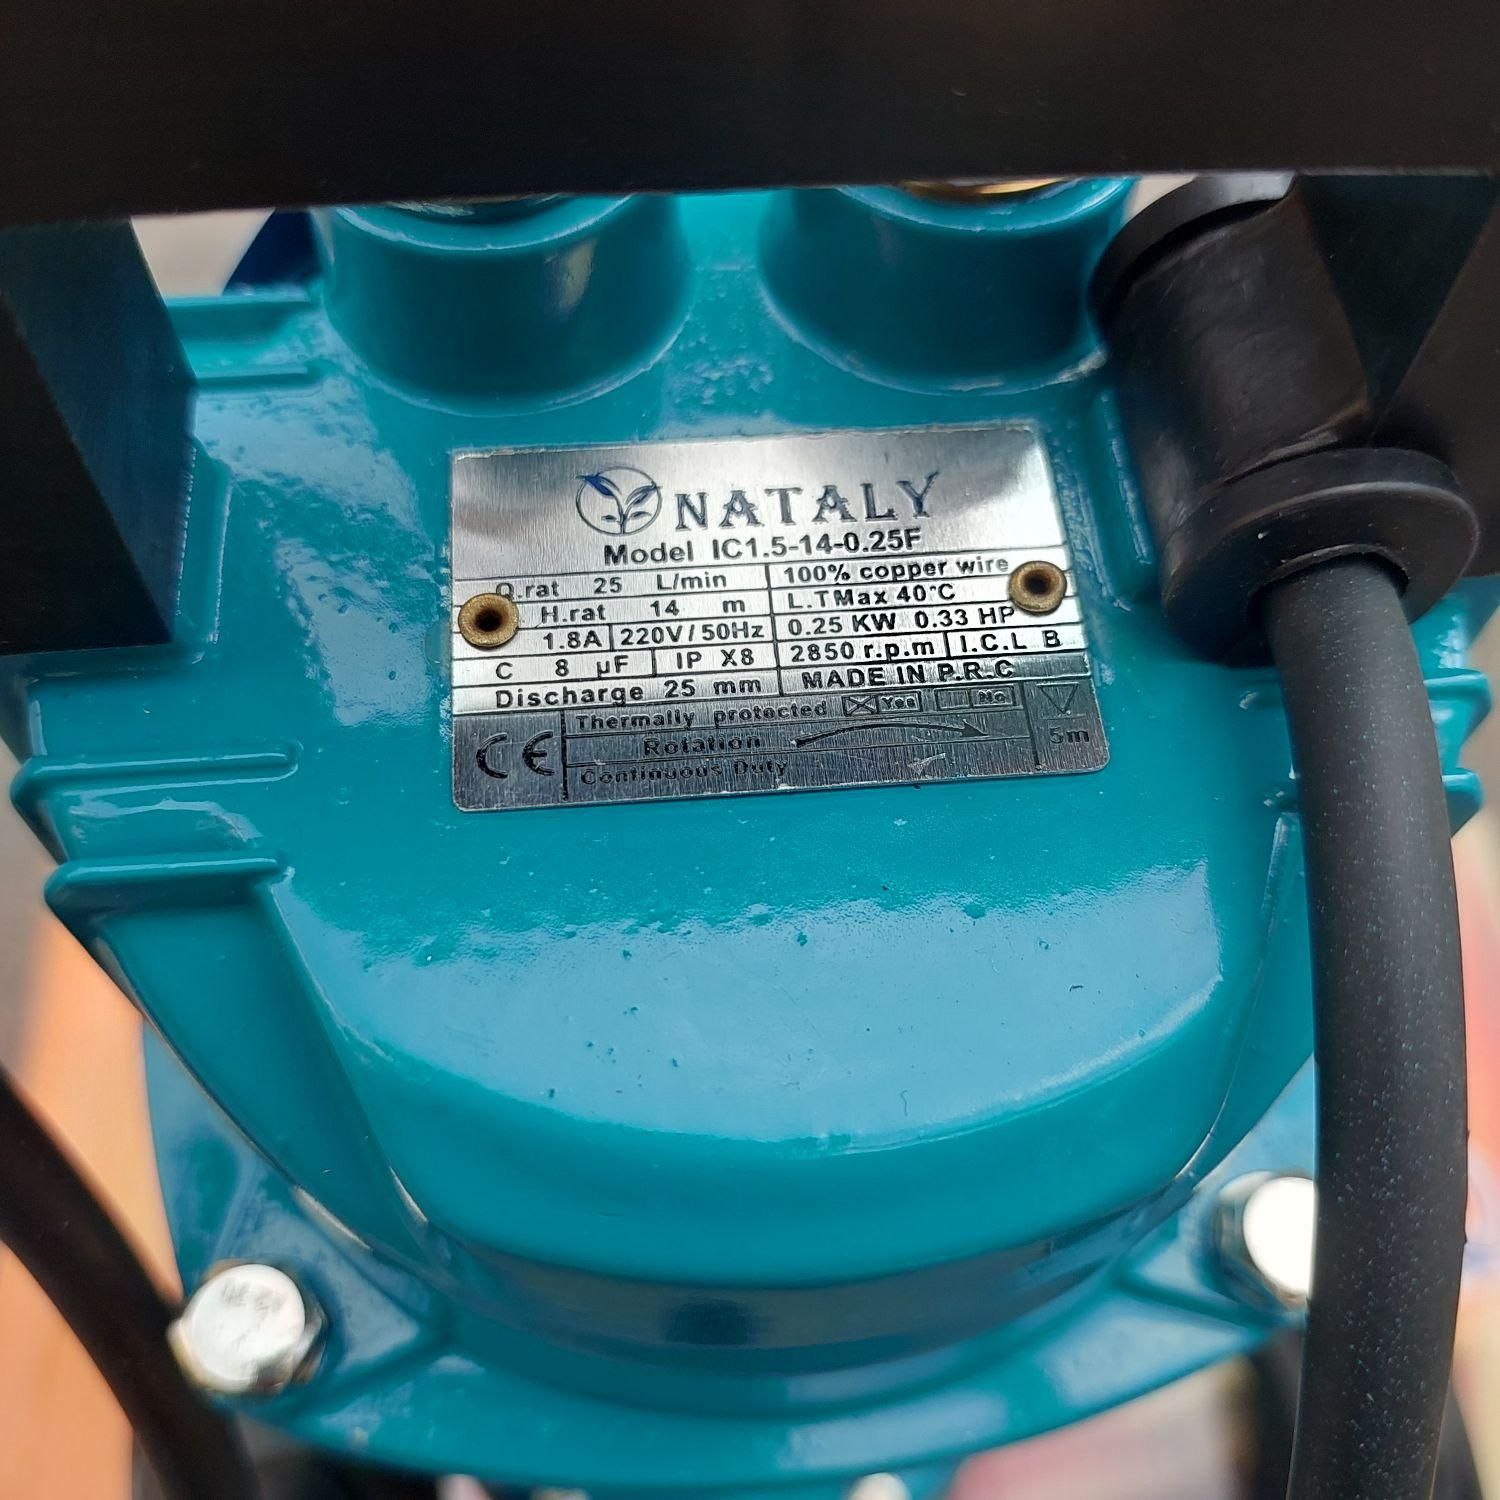 NATALY
Model IC1.5-14-0.25F
Q.rat 25 L/min 100% copper wire
H.rat 14 m L.TMax 40°C
1.8A 220V/50Hz 0.25 KW 0.33 HP
C 8 µF IP X8 2850 r.p.m I.C.L B
Discharge 25 mm MADE IN P.R.C
CE Thermally protected Yes No
Rotation 5m
Continuous Duty